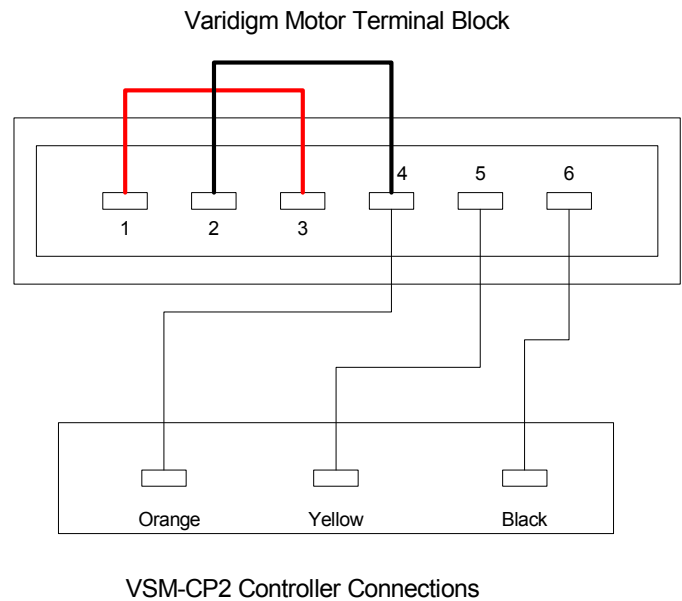 Varidigm Motor Terminal Block
4 5 6
1 2 3
Orange Yellow Black
VSM-CP2 Controller Connections